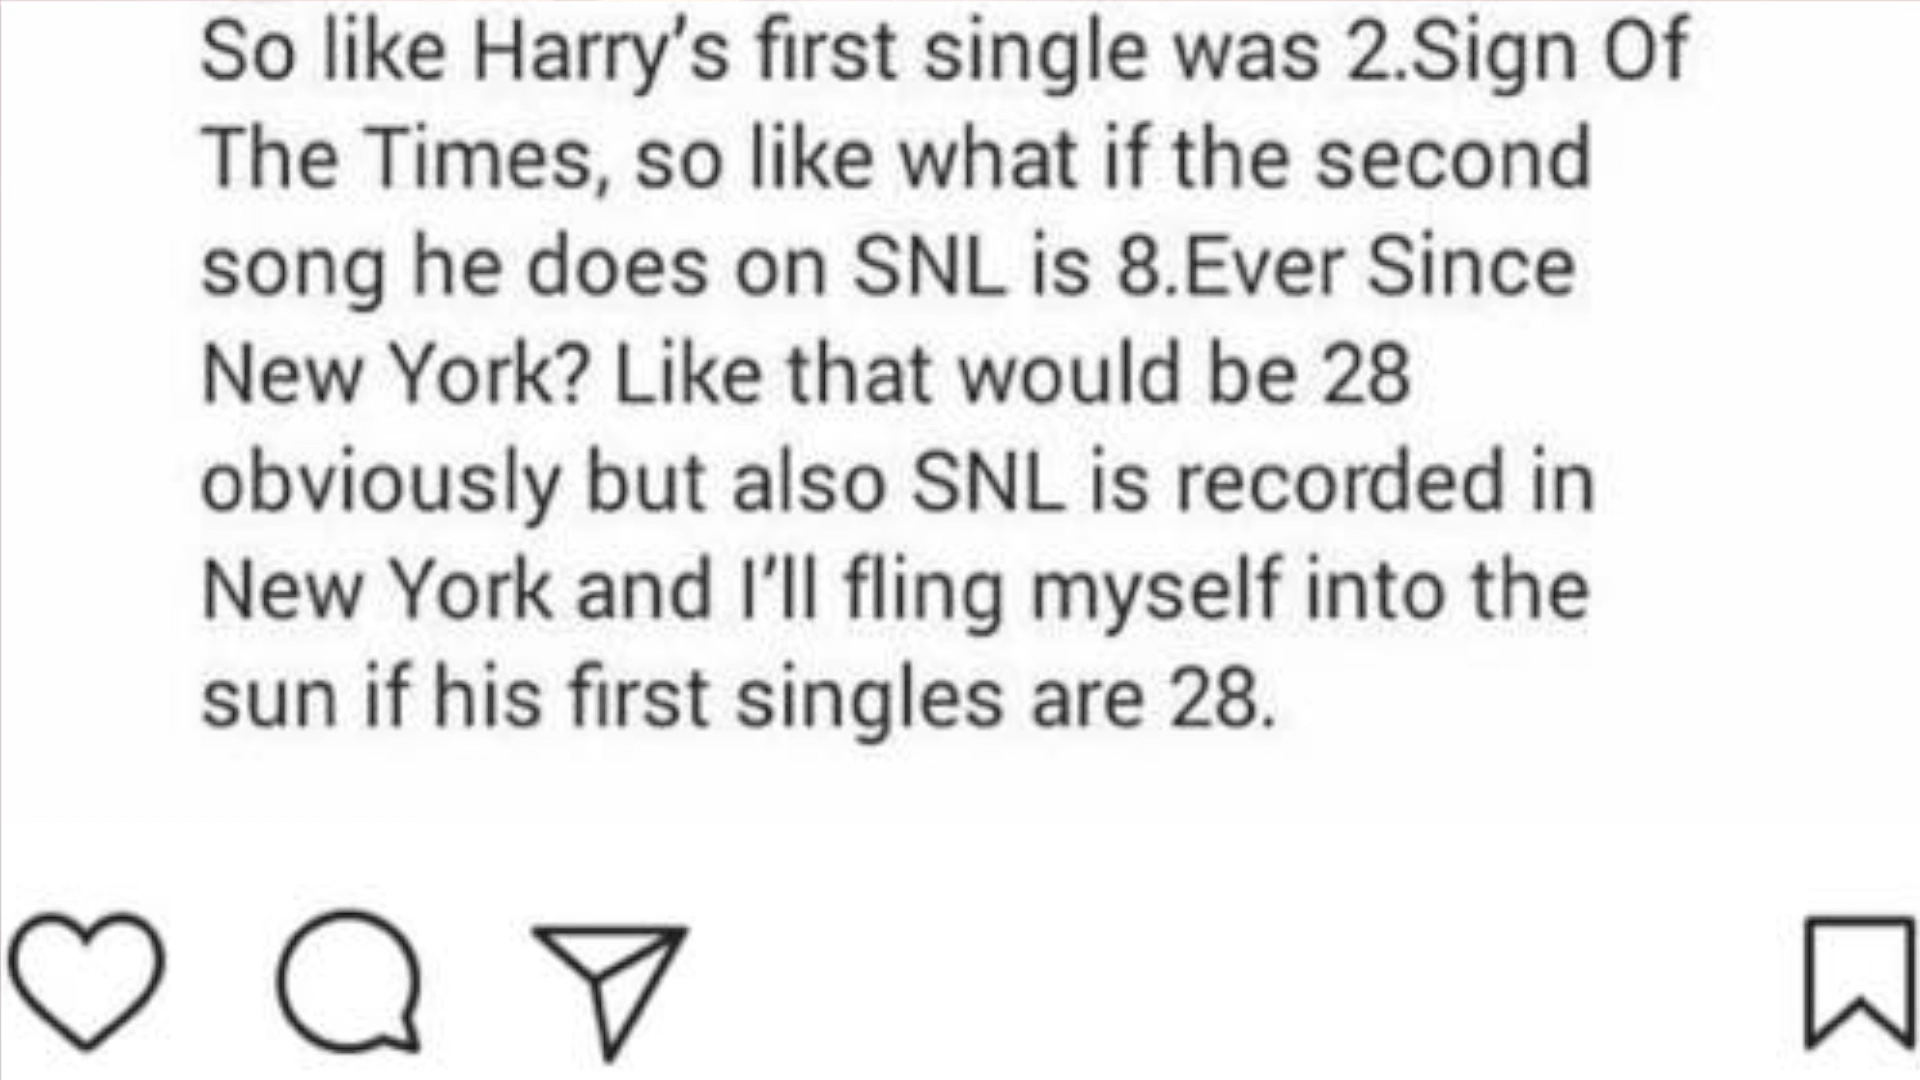 So like Harry's first single was 2.Sign Of
The Times, so like what if the second
song he does on SNL is 8.Ever Since
New York? Like that would be 28
obviously but also SNL is recorded in
New York and I'll fling myself into the
sun if his first singles are 28.